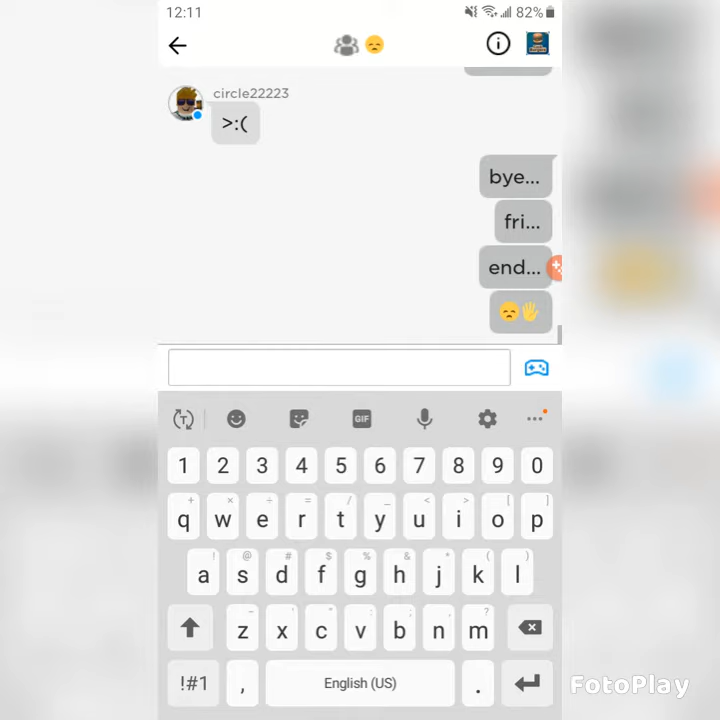 12:11
82%
circle22223
>:(
bye...
fri...
end...
😞🖐
GIF
1 2 3 4 5 6 7 8 9 0
+ × ÷ = / _ < > [ ]
q w e r t y u i o p
! @ # $ % & * ( )
a s d f g h j k l
- ' " : ; , ?
z x c v b n m
!#1 , English (US) .
FotoPlay